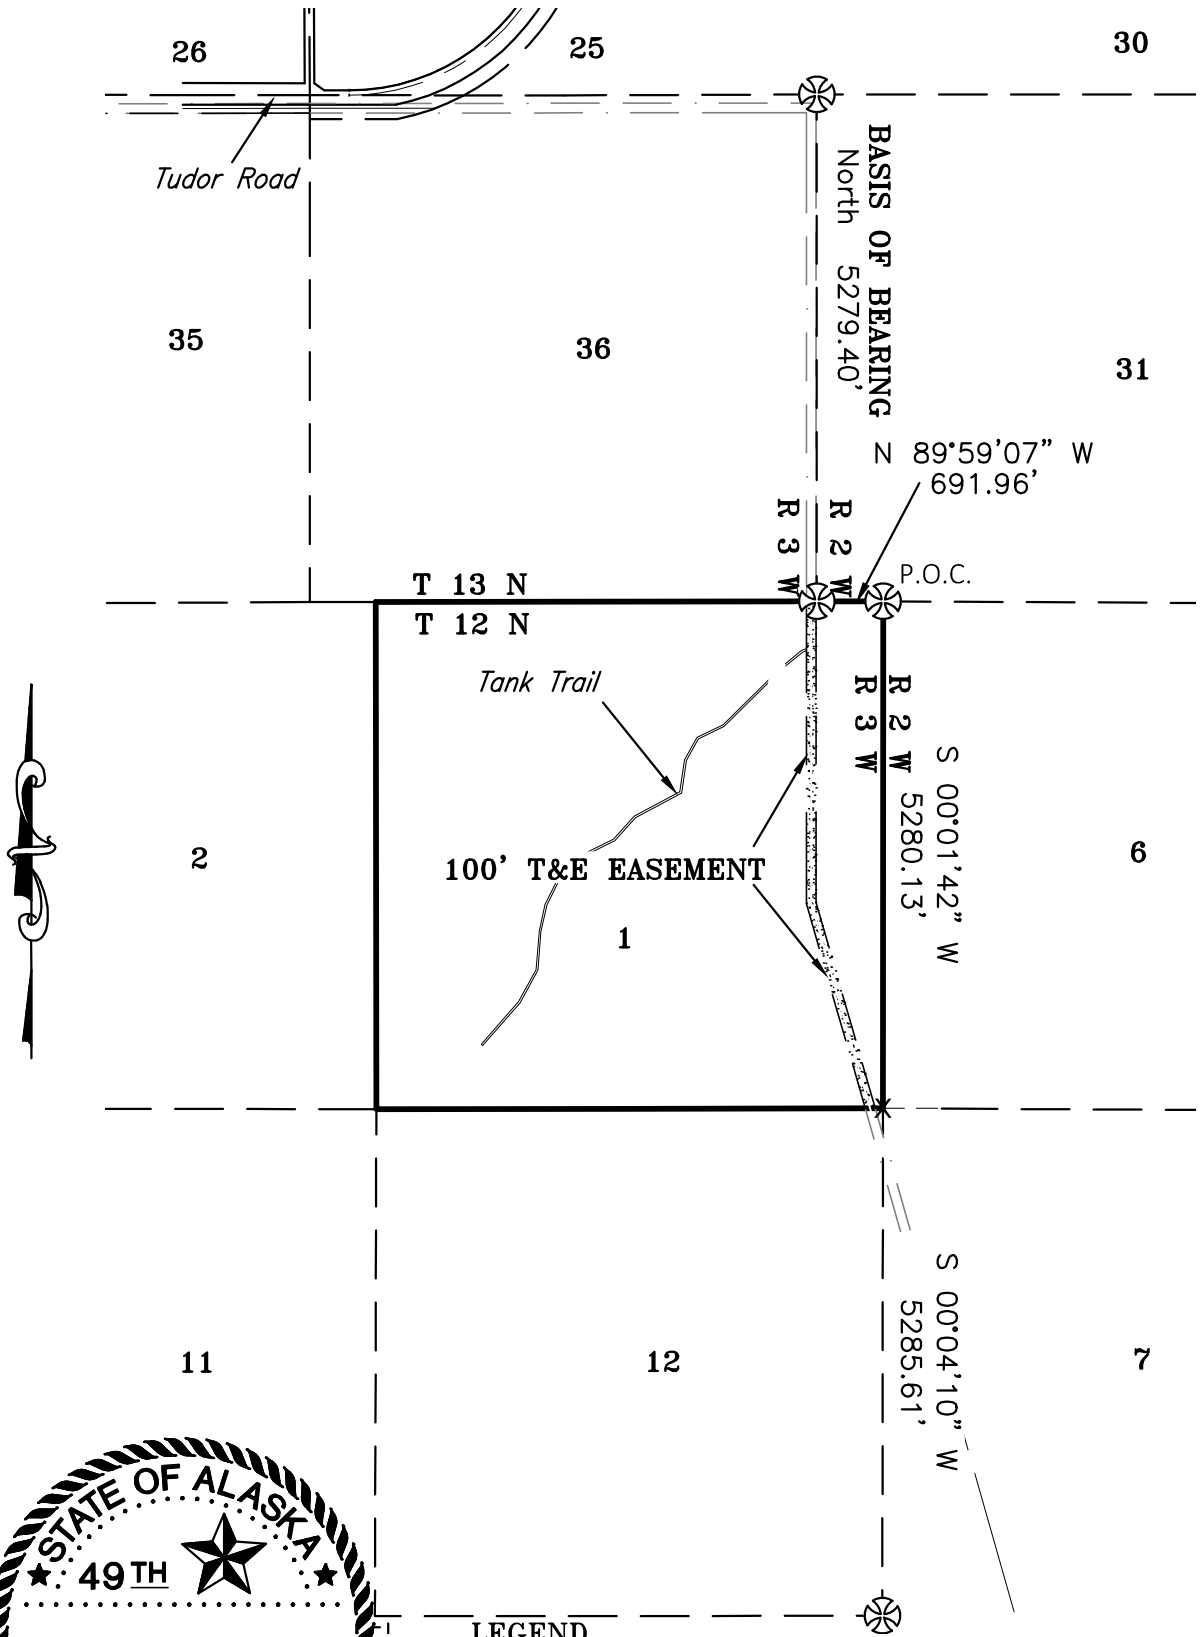 26
25
30
Tudor Road
BASIS OF BEARING
North 5279.40'
35
36
31
N 89°59'07" W
691.96'
R 3 W
R 2 W
P.O.C.
T 13 N
T 12 N
Tank Trail
R 3 W
R 2 W
S 00°01'42" W
5280.13'
2
100' T&E EASEMENT
6
1
S 00°04'10" W
5285.61'
11
12
7
STATE OF ALASKA
49TH
LEGEND